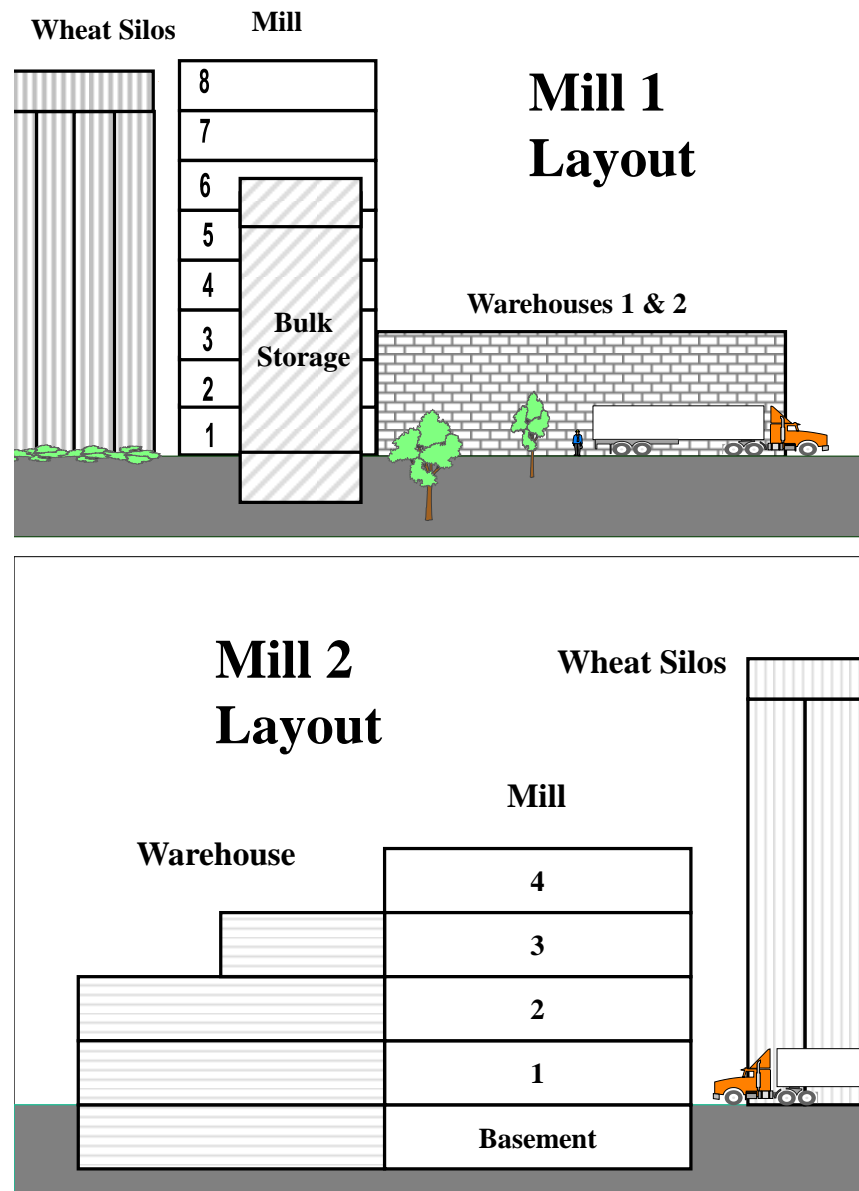 Wheat Silos
Mill
Mill 1
Layout
8
7
6
5
4
3
2
1
Bulk
Storage
Warehouses 1 & 2
Mill 2
Layout
Wheat Silos
Mill
Warehouse
4
3
2
1
Basement